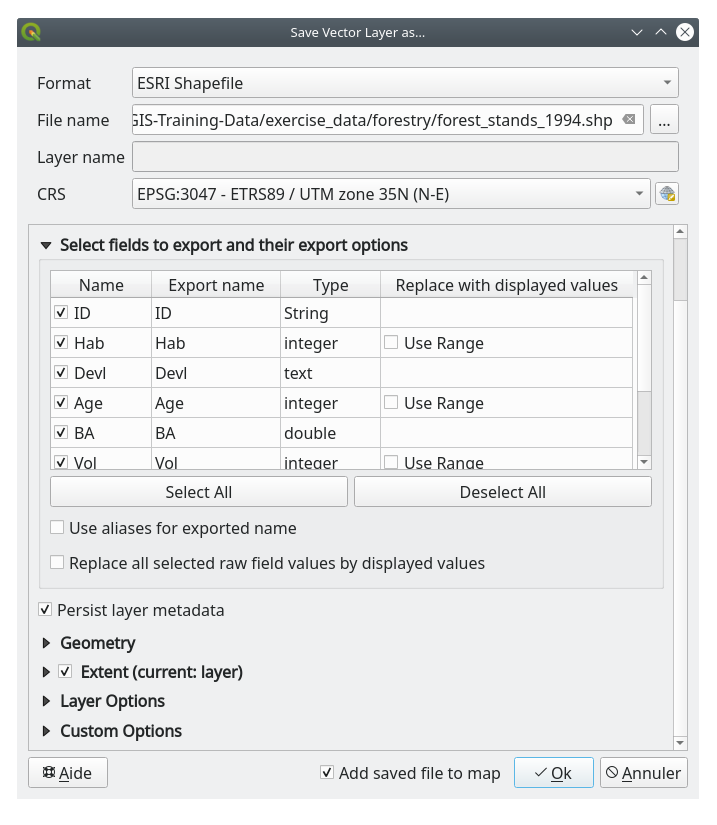 Save Vector Layer as...
Format ESRI Shapefile
File name GIS-Training-Data/exercise_data/forestry/forest_stands_1994.shp ...
Layer name
CRS EPSG:3047 - ETRS89 / UTM zone 35N (N-E)
Select fields to export and their export options
Name Export name Type Replace with displayed values
ID ID String
Hab Hab integer Use Range
Devl Devl text
Age Age integer Use Range
BA BA double
Vol Vol integer Use Range
Select All Deselect All
Use aliases for exported name
Replace all selected raw field values by displayed values
Persist layer metadata
Geometry
Extent (current: layer)
Layer Options
Custom Options
Aide Add saved file to map Ok Annuler